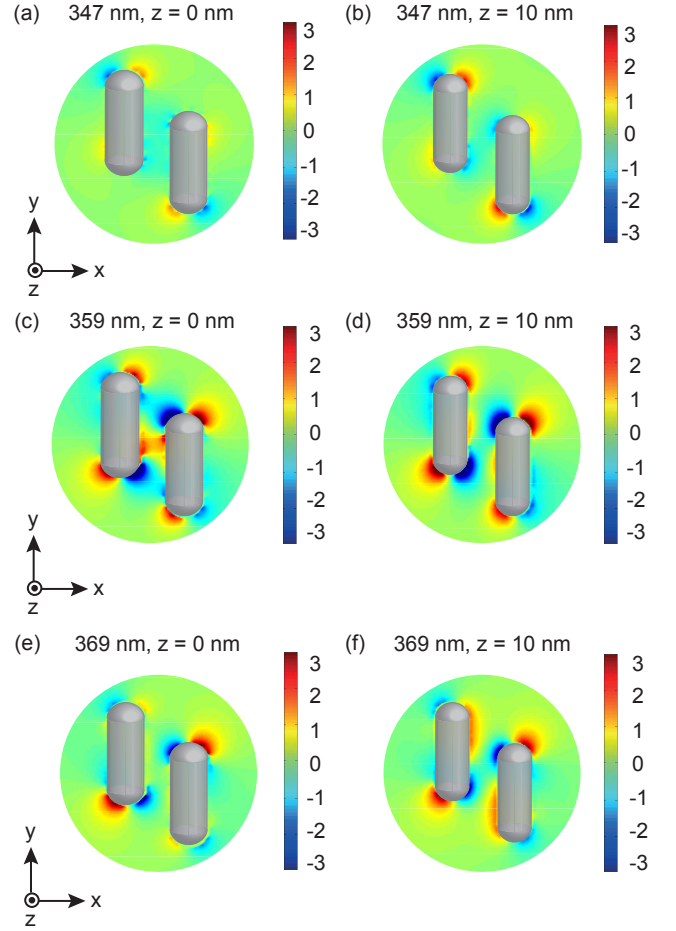 (a) 347 nm, z = 0 nm
3
2
1
0
-1
-2
-3
y
x
z
(b) 347 nm, z = 10 nm
3
2
1
0
-1
-2
-3
(c) 359 nm, z = 0 nm
3
2
1
0
-1
-2
-3
y
x
z
(d) 359 nm, z = 10 nm
3
2
1
0
-1
-2
-3
(e) 369 nm, z = 0 nm
3
2
1
0
-1
-2
-3
y
x
z
(f) 369 nm, z = 10 nm
3
2
1
0
-1
-2
-3